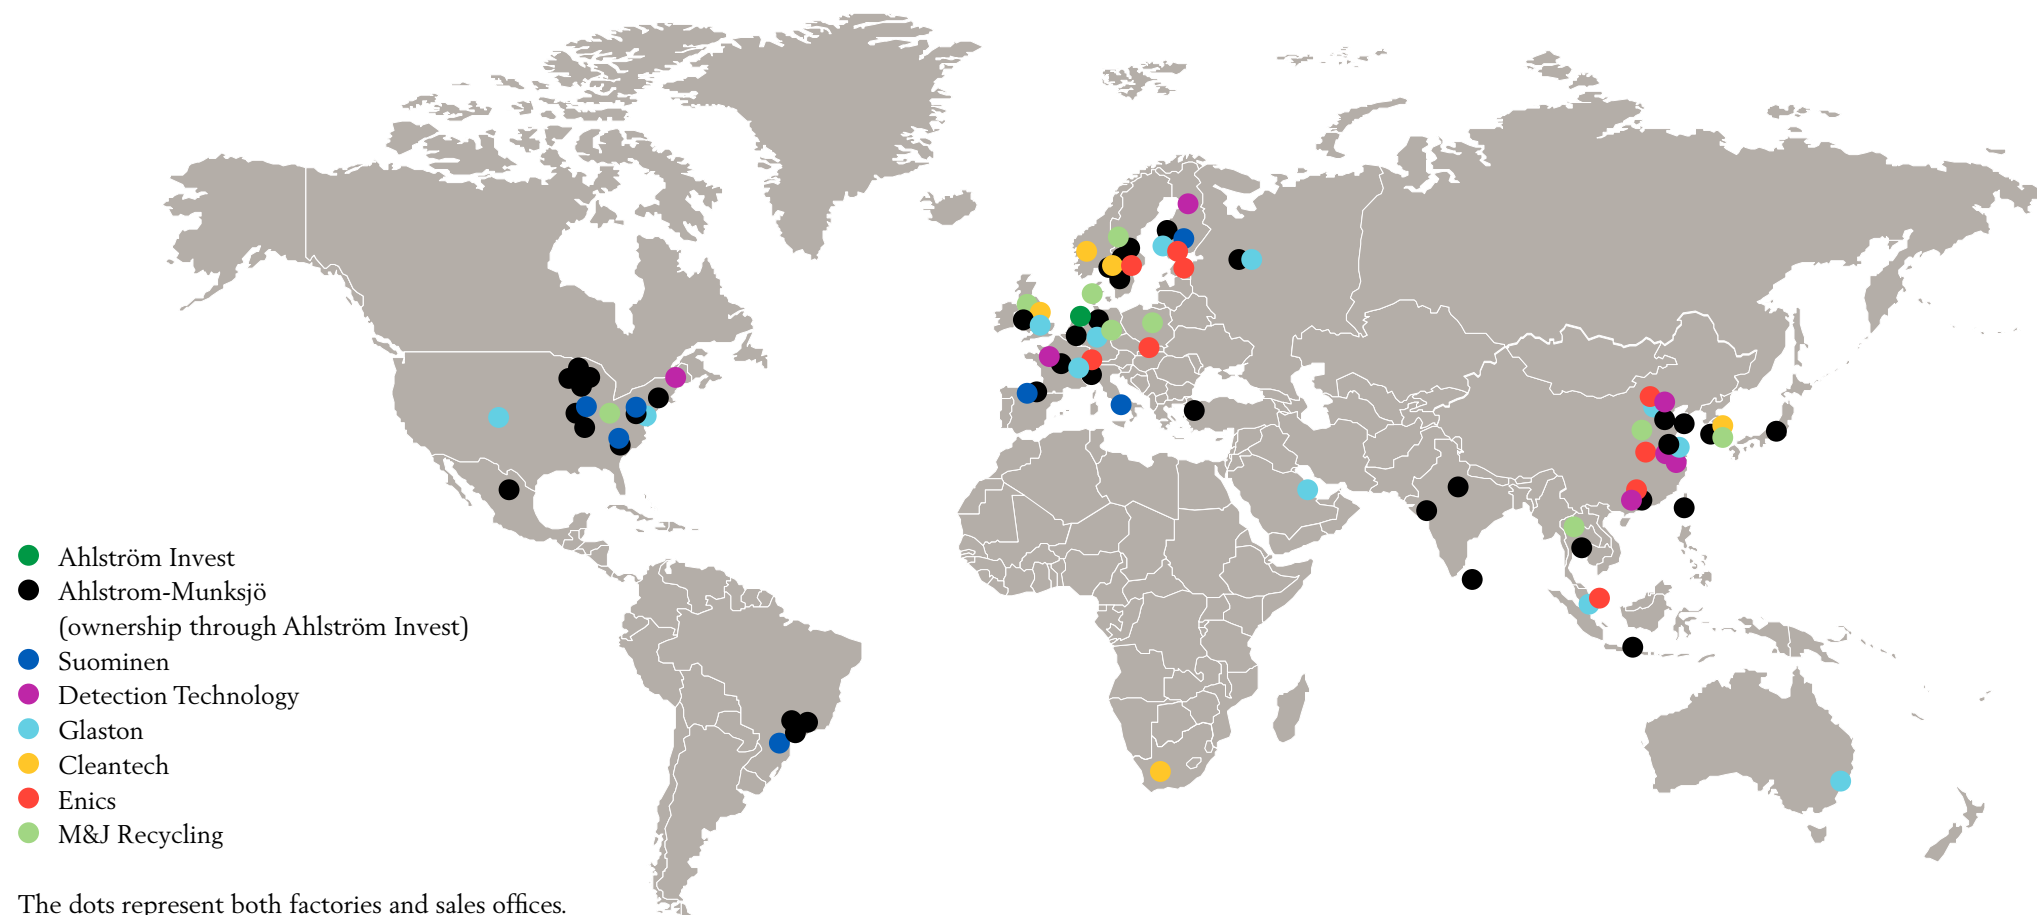 Ahlström Invest
Ahlstrom-Munksjö
(ownership through Ahlström Invest)
Suominen
Detection Technology
Glaston
Cleantech
Enics
M&J Recycling
The dots represent both factories and sales offices.